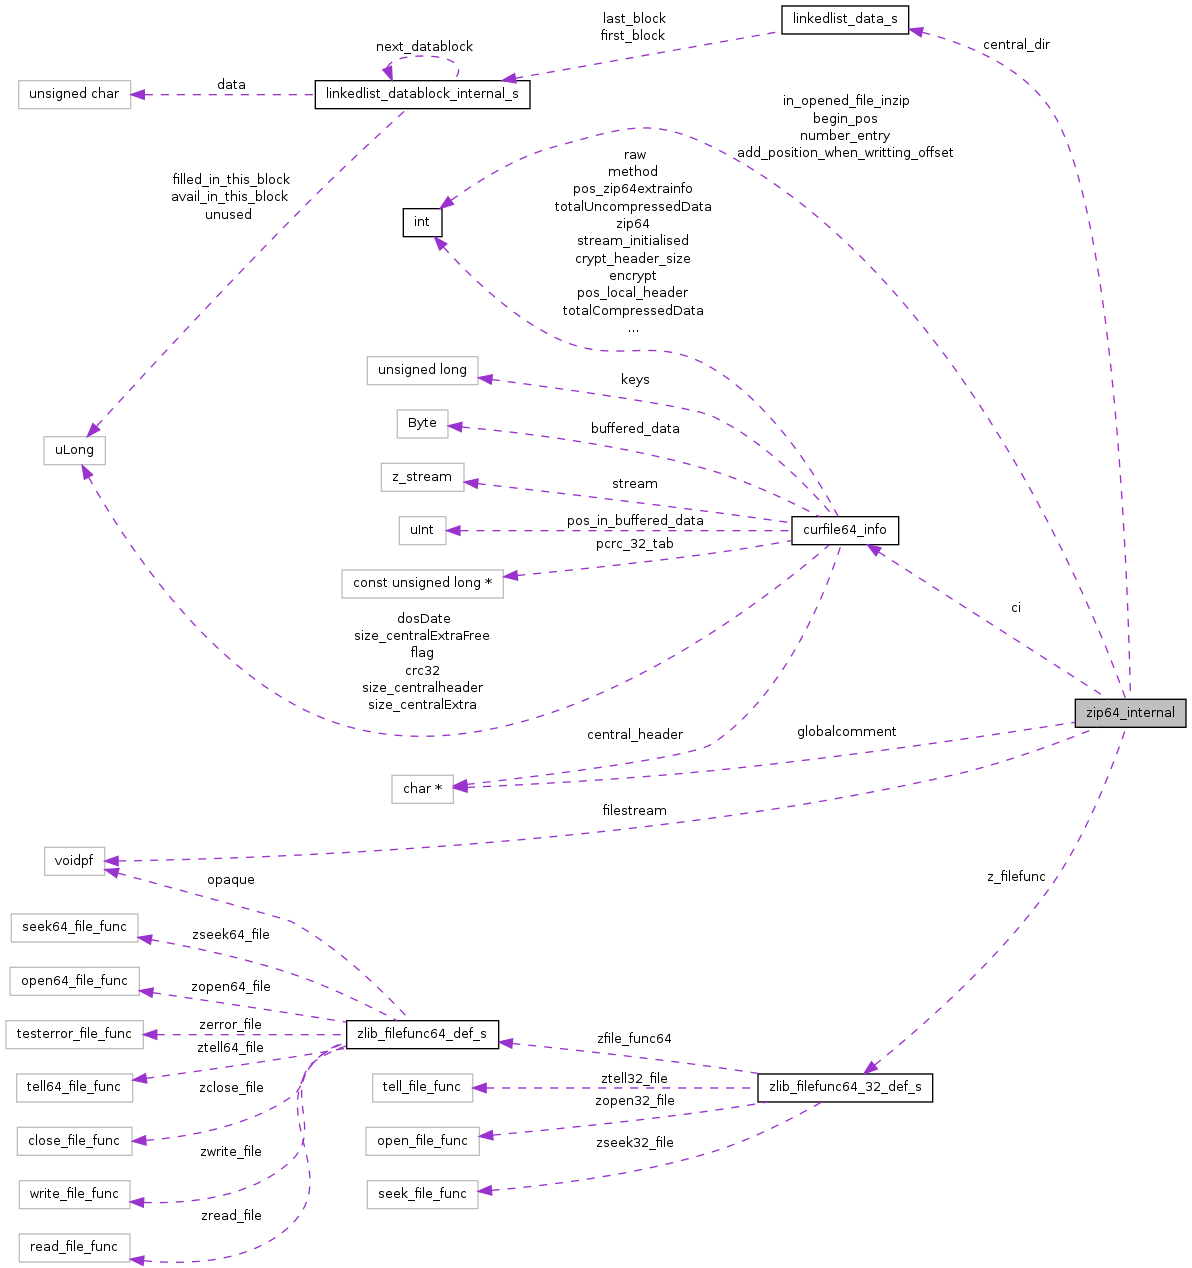 last_block
first_block
linkedlist_data_s
central_dir
next_datablock
unsigned char
data
linkedlist_datablock_internal_s
in_opened_file_inzip
begin_pos
number_entry
add_position_when_writting_offset
filled_in_this_block
avail_in_this_block
unused
int
raw
method
pos_zip64extrainfo
totalUncompressedData
zip64
stream_initialised
crypt_header_size
encrypt
pos_local_header
totalCompressedData
...
unsigned long
keys
Byte
buffered_data
uLong
z_stream
stream
uInt
pos_in_buffered_data
curfile64_info
pcrc_32_tab
const unsigned long *
ci
dosDate
size_centralExtraFree
flag
crc32
size_centralheader
size_centralExtra
zip64_internal
central_header
globalcomment
char *
filestream
voidpf
opaque
z_filefunc
seek64_file_func
zseek64_file
open64_file_func
zopen64_file
testerror_file_func
zerror_file
zlib_filefunc64_def_s
zfile_func64
ztell64_file
tell64_file_func
zclose_file
tell_file_func
ztell32_file
zlib_filefunc64_32_def_s
zopen32_file
close_file_func
open_file_func
zseek32_file
zwrite_file
write_file_func
seek_file_func
zread_file
read_file_func